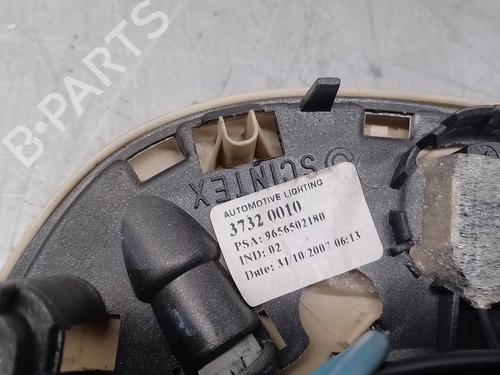 B-PARTS
SCINTEX
AUTOMOTIVE LIGHTING
3732 0010
PSA: 9656502180
IND: 02
Date: 31/10/2007 06:13